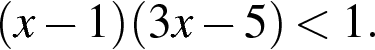 (x − 1)(3x − 5) < 1.